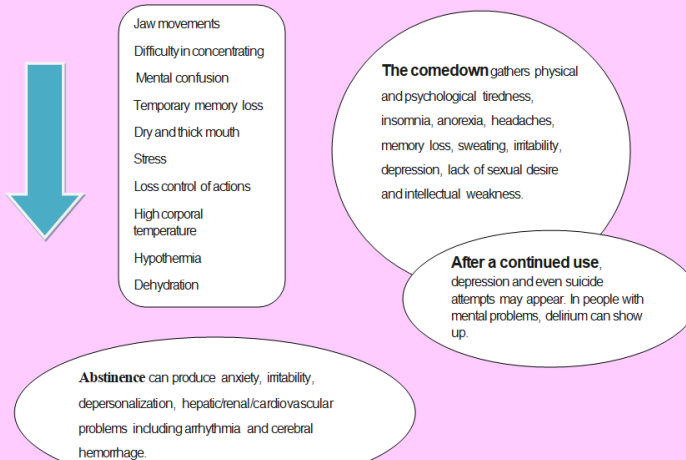 Jaw movements
Difficulty in concentrating
Mental confusion
Temporary memory loss
Dry and thick mouth
Stress
Loss control of actions
High corporal
temperature
Hypothermia
Dehydration
The comedown gathers physical
and psychological tiredness,
insomnia, anorexia, headaches,
memory loss, sweating, irritability,
depression, lack of sexual desire
and intellectual weakness.
After a continued use,
depression and even suicide
attempts may appear. In people with
mental problems, delirium can show
up.
Abstinence can produce anxiety, irritability,
depersonalization, hepatic/renal/cardiovascular
problems including arrhythmia and cerebral
hemorrhage.